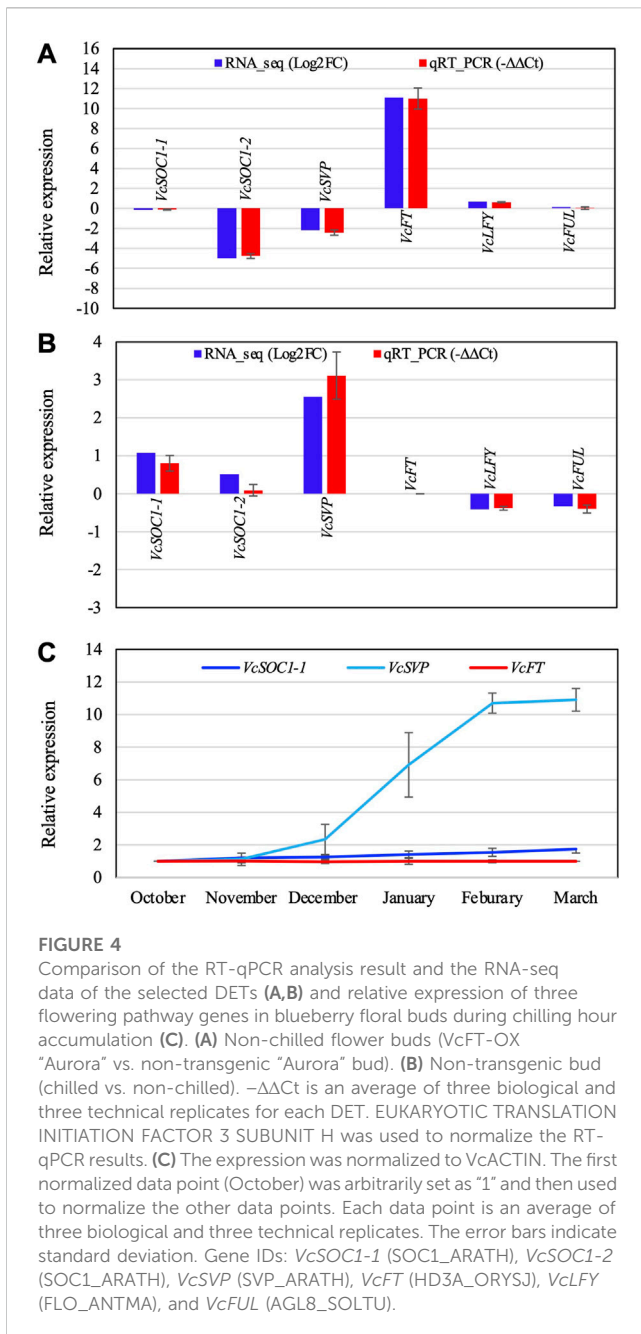 A
16
14
12
10
8
6
4
2
0
-2
-4
-6
-8
-10
Relative expression
RNA_seq (Log2FC)
qRT_PCR (-ΔΔCt)
VcSOC1-1
VcSOC1-2
VcSVP
VcFT
VcLFY
VcFUL
B
4
3
2
1
0
-1
-2
-3
Relative expression
RNA_seq (Log2FC)
qRT_PCR (-ΔΔCt)
VcSOC1-1
VcSOC1-2
VcSVP
VcFT
VcLFY
VcFUL
C
14
12
10
8
6
4
2
0
Relative expression
VcSOC1-1
VcSVP
VcFT
October
November
December
January
Feburary
March
FIGURE 4
Comparison of the RT-qPCR analysis result and the RNA-seq
data of the selected DETs (A,B) and relative expression of three
flowering pathway genes in blueberry floral buds during chilling hour
accumulation (C). (A) Non-chilled flower buds (VcFT-OX
“Aurora” vs. non-transgenic “Aurora” bud). (B) Non-transgenic bud
(chilled vs. non-chilled). −ΔΔCt is an average of three biological and
three technical replicates for each DET. EUKARYOTIC TRANSLATION
INITIATION FACTOR 3 SUBUNIT H was used to normalize the RT-
qPCR results. (C) The expression was normalized to VcACTIN. The first
normalized data point (October) was arbitrarily set as “1” and then used
to normalize the other data points. Each data point is an average of
three biological and three technical replicates. The error bars indicate
standard deviation. Gene IDs: VcSOC1-1 (SOC1_ARATH), VcSOC1-2
(SOC1_ARATH), VcSVP (SVP_ARATH), VcFT (HD3A_ORYSJ), VcLFY
(FLO_ANTMA), and VcFUL (AGL8_SOLTU).